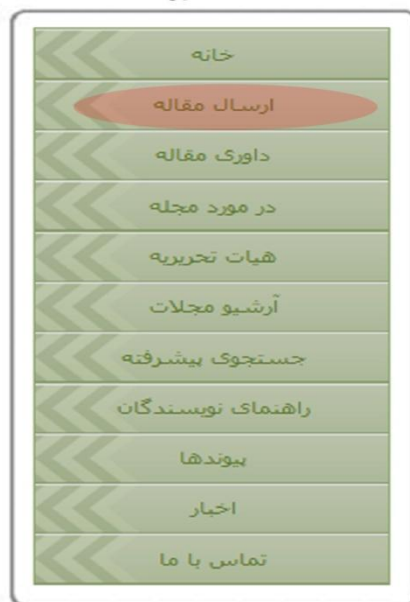 خانه
ارسال مقاله
داوری مقاله
در مورد مجله
هیات تحریریه
آرشیو مجلات
جستجوی پیشرفته
راهنمای نویسندگان
پیوندها
اخبار
تماس با ما